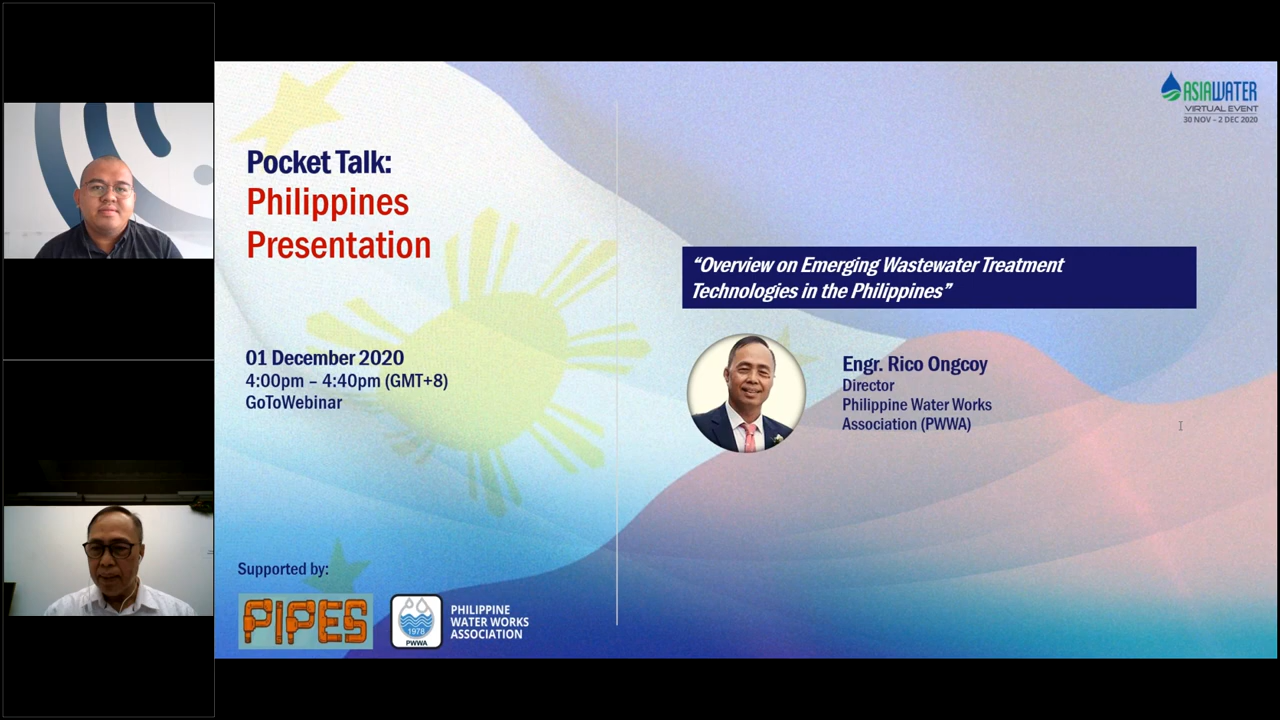 ASIAWATER
VIRTUAL EVENT
30 NOV – 2 DEC 2020
Pocket Talk:
Philippines
Presentation
01 December 2020
4:00pm – 4:40pm (GMT+8)
GoToWebinar
“Overview on Emerging Wastewater Treatment
Technologies in the Philippines”
Engr. Rico Ongcoy
Director
Philippine Water Works
Association (PWWA)
Supported by:
PIPES
1978
PWWA
PHILIPPINE
WATER WORKS
ASSOCIATION